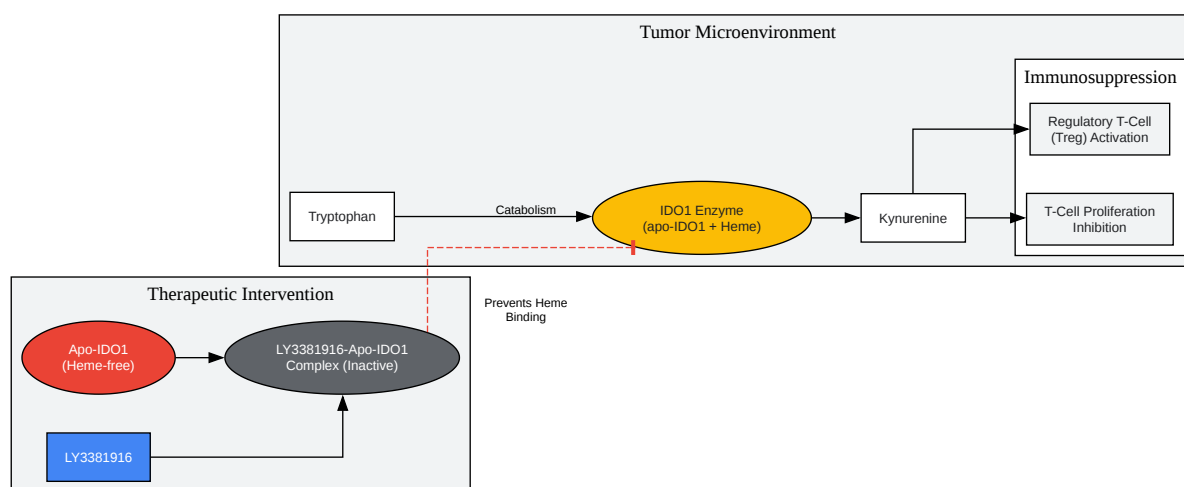 Tumor Microenvironment
Immunosuppression
Regulatory T-Cell
(Treg) Activation
Tryptophan
Catabolism
IDO1 Enzyme
(apo-IDO1 + Heme)
Kynurenine
T-Cell Proliferation
Inhibition
Therapeutic Intervention
Prevents Heme
Binding
Apo-IDO1
(Heme-free)
LY3381916-Apo-IDO1
Complex (Inactive)
LY3381916